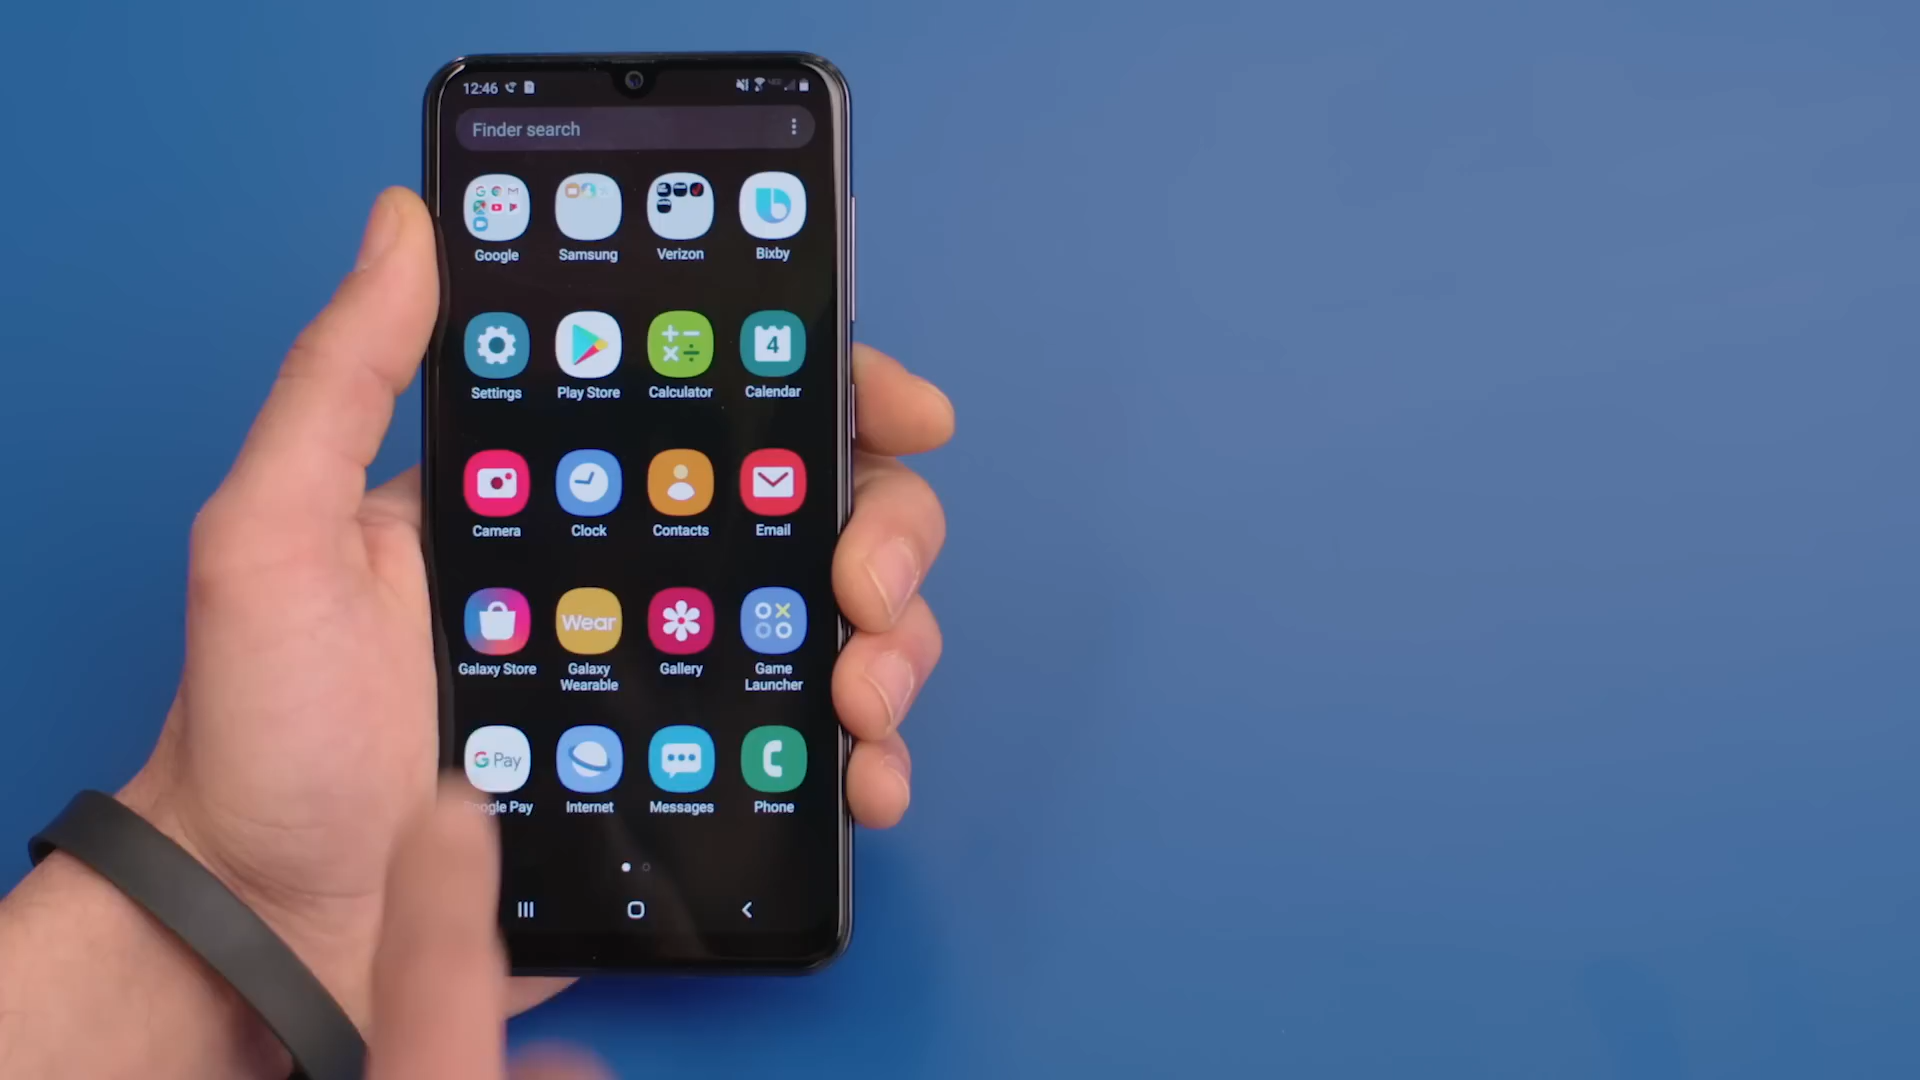 12:46
Finder search
Google
Samsung
Verizon
Bixby
4
Settings
Play Store
Calculator
Calendar
Camera
Clock
Contacts
Email
Wear
Galaxy Store
Galaxy
Wearable
Gallery
Game
Launcher
G Pay
Pay
Internet
Messages
Phone